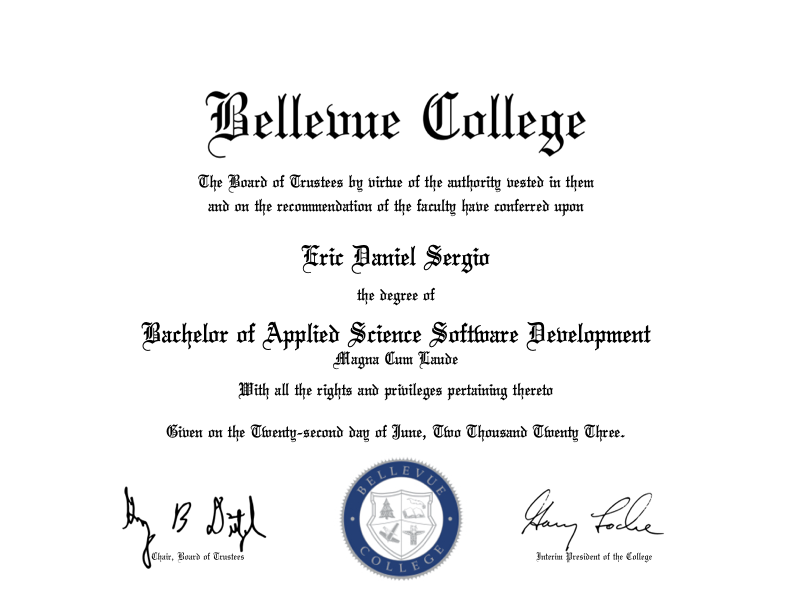 Bellevue College
The Board of Trustees by virtue of the authority vested in them
and on the recommendation of the faculty have conferred upon
Eric Daniel Sergio
the degree of
Bachelor of Applied Science Software Development
Magna Cum Laude
With all the rights and privileges pertaining thereto
Given on the Twenty-second day of June, Two Thousand Twenty Three.
BELLEVUE
COLLEGE
Gary Locke
Chair, Board of Trustees
Interim President of the College